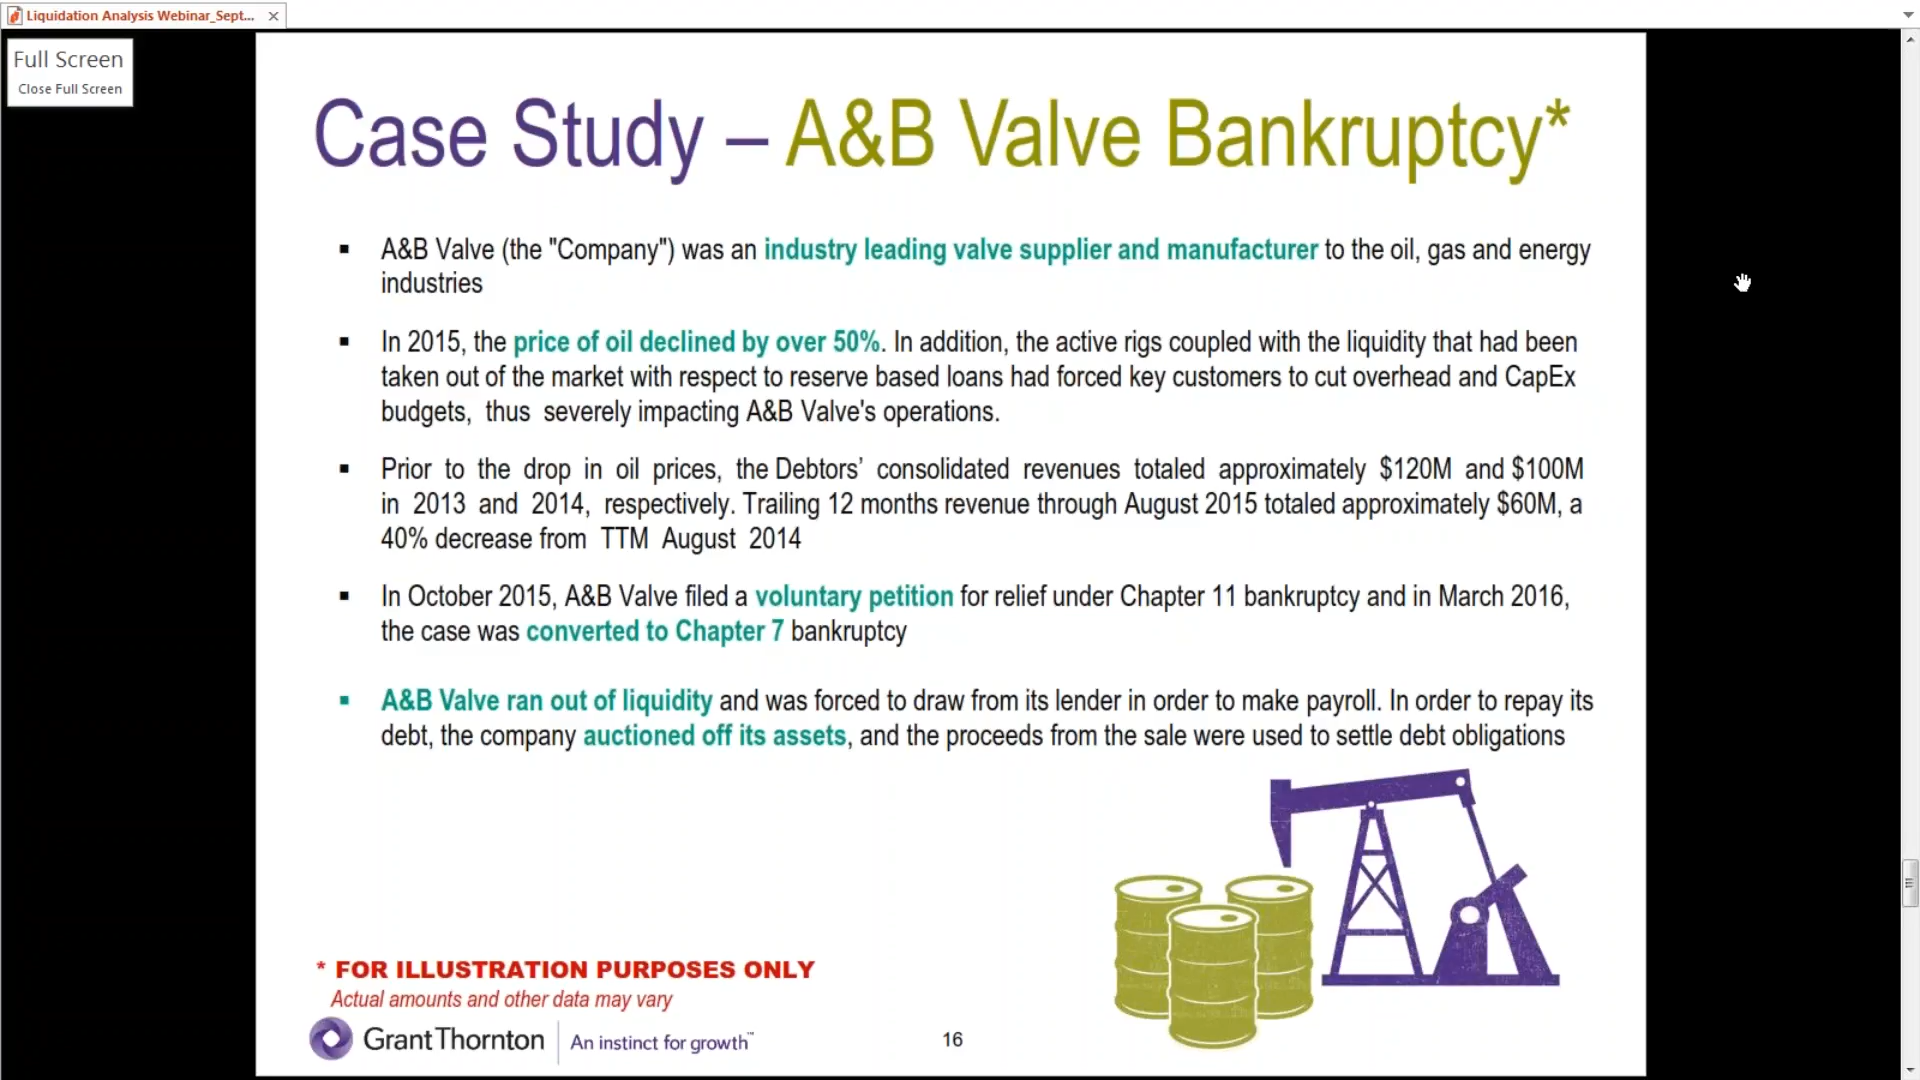 Liquidation Analysis Webinar_Sept...
Full Screen
Close Full Screen
Case Study – A&B Valve Bankruptcy*
▪ A&B Valve (the "Company") was an industry leading valve supplier and manufacturer to the oil, gas and energy
industries
▪ In 2015, the price of oil declined by over 50%. In addition, the active rigs coupled with the liquidity that had been
taken out of the market with respect to reserve based loans had forced key customers to cut overhead and CapEx
budgets, thus severely impacting A&B Valve's operations.
▪ Prior to the drop in oil prices, the Debtors’ consolidated revenues totaled approximately $120M and $100M
in 2013 and 2014, respectively. Trailing 12 months revenue through August 2015 totaled approximately $60M, a
40% decrease from TTM August 2014
▪ In October 2015, A&B Valve filed a voluntary petition for relief under Chapter 11 bankruptcy and in March 2016,
the case was converted to Chapter 7 bankruptcy
▪ A&B Valve ran out of liquidity and was forced to draw from its lender in order to make payroll. In order to repay its
debt, the company auctioned off its assets, and the proceeds from the sale were used to settle debt obligations
* FOR ILLUSTRATION PURPOSES ONLY
Actual amounts and other data may vary
Grant Thornton | An instinct for growth™
16